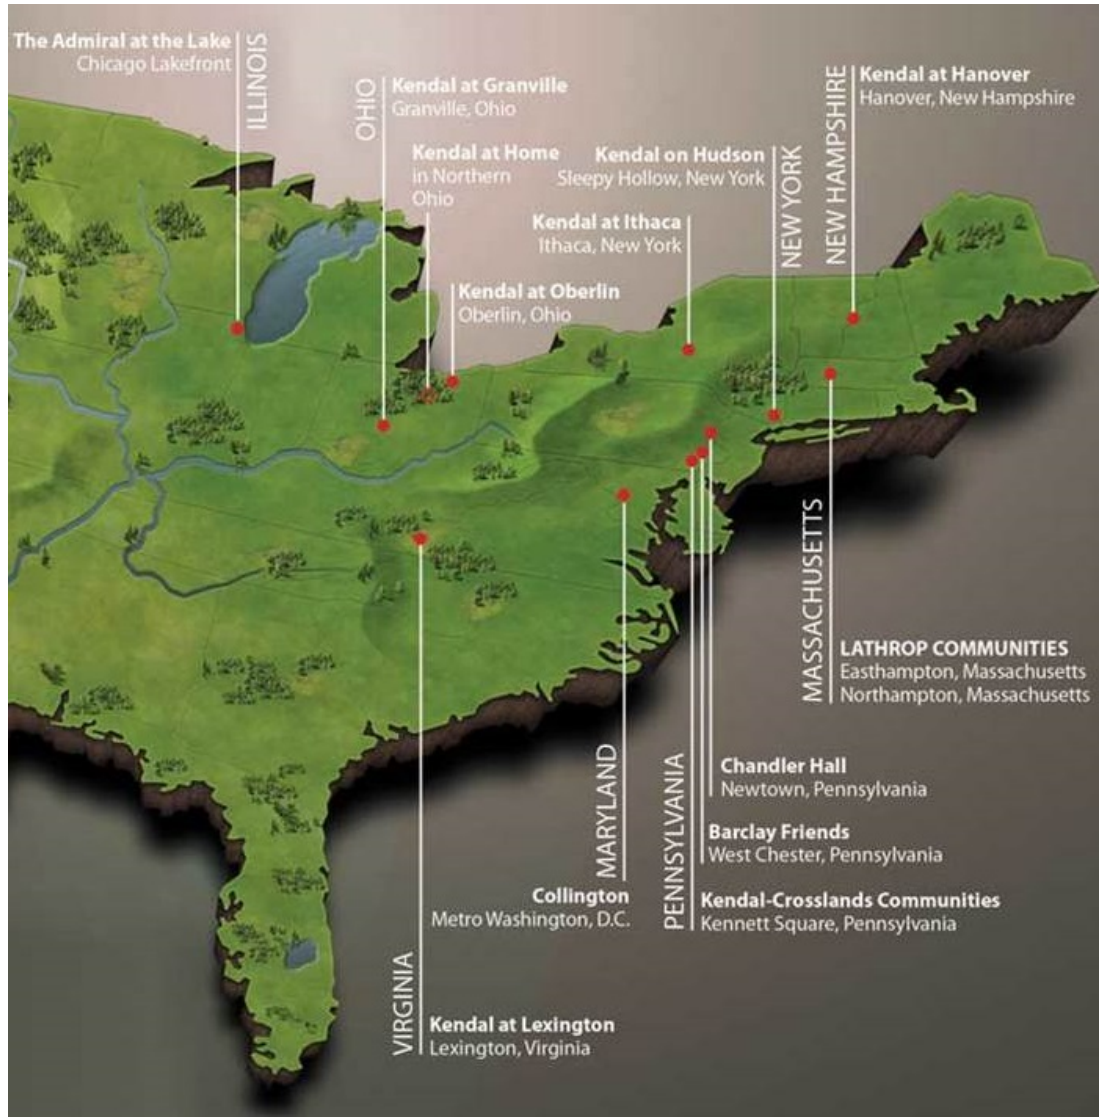 The Admiral at the Lake
Chicago Lakefront
ILLINOIS
OHIO
Kendal at Granville
Granville, Ohio
Kendal at Home
in Northern
Ohio
Kendal at Oberlin
Oberlin, Ohio
Kendal on Hudson
Sleepy Hollow, New York
Kendal at Ithaca
Ithaca, New York
NEW YORK
NEW HAMPSHIRE
Kendal at Hanover
Hanover, New Hampshire
MASSACHUSETTS
LATHROP COMMUNITIES
Easthampton, Massachusetts
Northampton, Massachusetts
MARYLAND
Collington
Metro Washington, D.C.
PENNSYLVANIA
Chandler Hall
Newtown, Pennsylvania
Barclay Friends
West Chester, Pennsylvania
Kendal-Crosslands Communities
Kennett Square, Pennsylvania
VIRGINIA
Kendal at Lexington
Lexington, Virginia